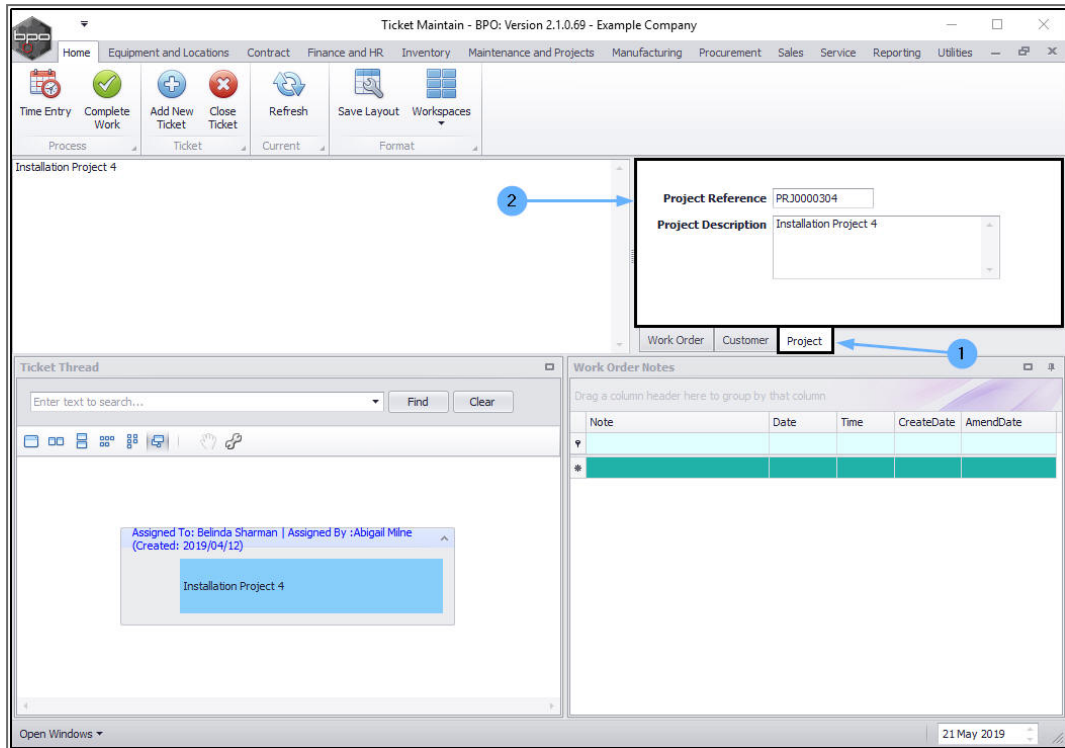 bpo
Ticket Maintain - BPO: Version 2.1.0.69 - Example Company
Home Equipment and Locations Contract Finance and HR Inventory Maintenance and Projects Manufacturing Procurement Sales Service Reporting Utilities
Time Entry Complete Work Add New Ticket Close Ticket Refresh Save Layout Workspaces
Process Ticket Current Format
Installation Project 4
2
Project Reference PRJ0000304
Project Description Installation Project 4
Work Order Customer Project
1
Ticket Thread
Enter text to search... Find Clear
Assigned To: Belinda Sharman | Assigned By :Abigail Milne
(Created: 2019/04/12)
Installation Project 4
Work Order Notes
Drag a column header here to group by that column
Note Date Time CreateDate AmendDate
Open Windows
21 May 2019